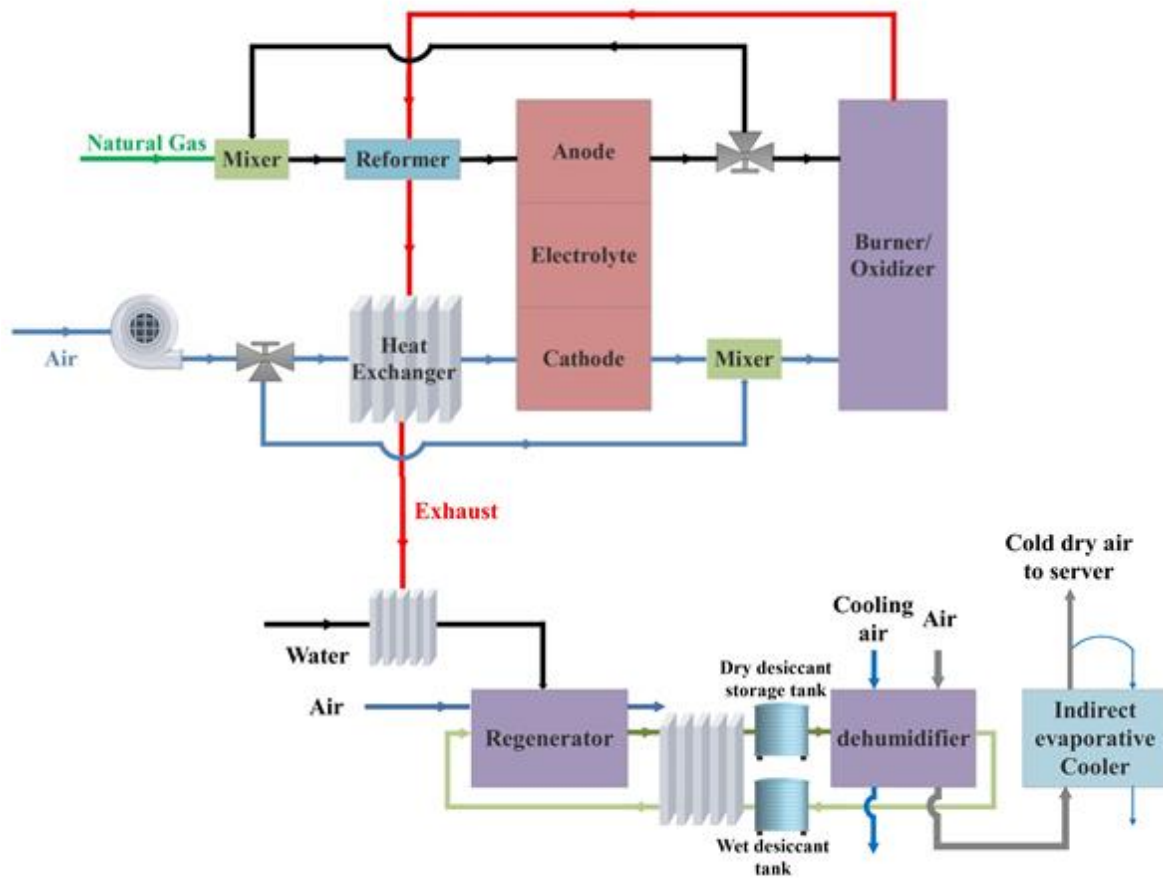 Natural Gas
Mixer
Reformer
Anode
Electrolyte
Cathode
Burner/
Oxidizer
Air
Heat
Exchanger
Mixer
Exhaust
Cold dry air
to server
Water
Cooling
air
Air
Air
Regenerator
Dry desiccant
storage tank
dehumidifier
Indirect
evaporative
Cooler
Wet desiccant
tank